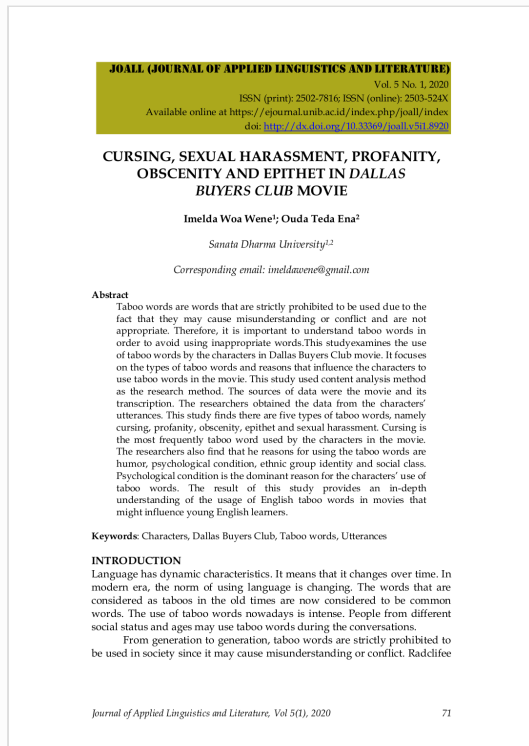 JOALL (JOURNAL OF APPLIED LINGUISTICS AND LITERATURE)
Vol. 5 No. 1, 2020
ISSN (print): 2502-7816; ISSN (online): 2503-524X
Available online at https://ejournal.unib.ac.id/index.php/joall/index
doi: http://dx.doi.org/10.33369/joall.v5i1.8920
CURSING, SEXUAL HARASSMENT, PROFANITY,
OBSCENITY AND EPITHET IN DALLAS
BUYERS CLUB MOVIE
Imelda Woa Wene1; Ouda Teda Ena2
Sanata Dharma University1,2
Corresponding email: imeldawene@gmail.com
Abstract
Taboo words are words that are strictly prohibited to be used due to the
fact that they may cause misunderstanding or conflict and are not
appropriate. Therefore, it is important to understand taboo words in
order to avoid using inappropriate words.This studyexamines the use
of taboo words by the characters in Dallas Buyers Club movie. It focuses
on the types of taboo words and reasons that influence the characters to
use taboo words in the movie. This study used content analysis method
as the research method. The sources of data were the movie and its
transcription. The researchers obtained the data from the characters'
utterances. This study finds there are five types of taboo words, namely
cursing, profanity, obscenity, epithet and sexual harassment. Cursing is
the most frequently taboo word used by the characters in the movie.
The researchers also find that he reasons for using the taboo words are
humor, psychological condition, ethnic group identity and social class.
Psychological condition is the dominant reason for the characters' use of
taboo words. The result of this study provides an in-depth
understanding of the usage of English taboo words in movies that
might influence young English learners.
Keywords: Characters, Dallas Buyers Club, Taboo words, Utterances
INTRODUCTION
Language has dynamic characteristics. It means that it changes over time. In
modern era, the norm of using language is changing. The words that are
considered as taboos in the old times are now considered to be common
words. The use of taboo words nowadays is intense. People from different
social status and ages may use taboo words during the conversations.
From generation to generation, taboo words are strictly prohibited to
be used in society since it may cause misunderstanding or conflict. Radclifee
Journal of Applied Linguistics and Literature, Vol 5(1), 2020 71